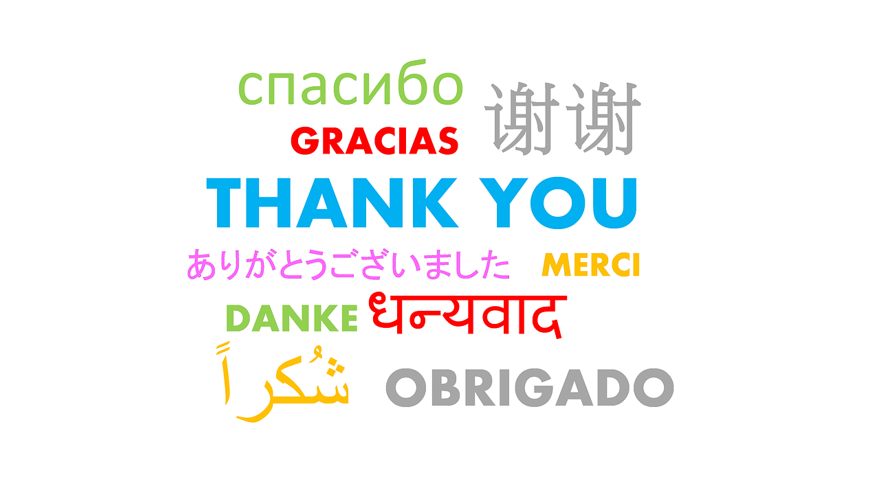 спасибо
谢谢
GRACIAS
THANK YOU
ありがとうございました
MERCI
DANKE
धन्यवाद
شُكراً
OBRIGADO